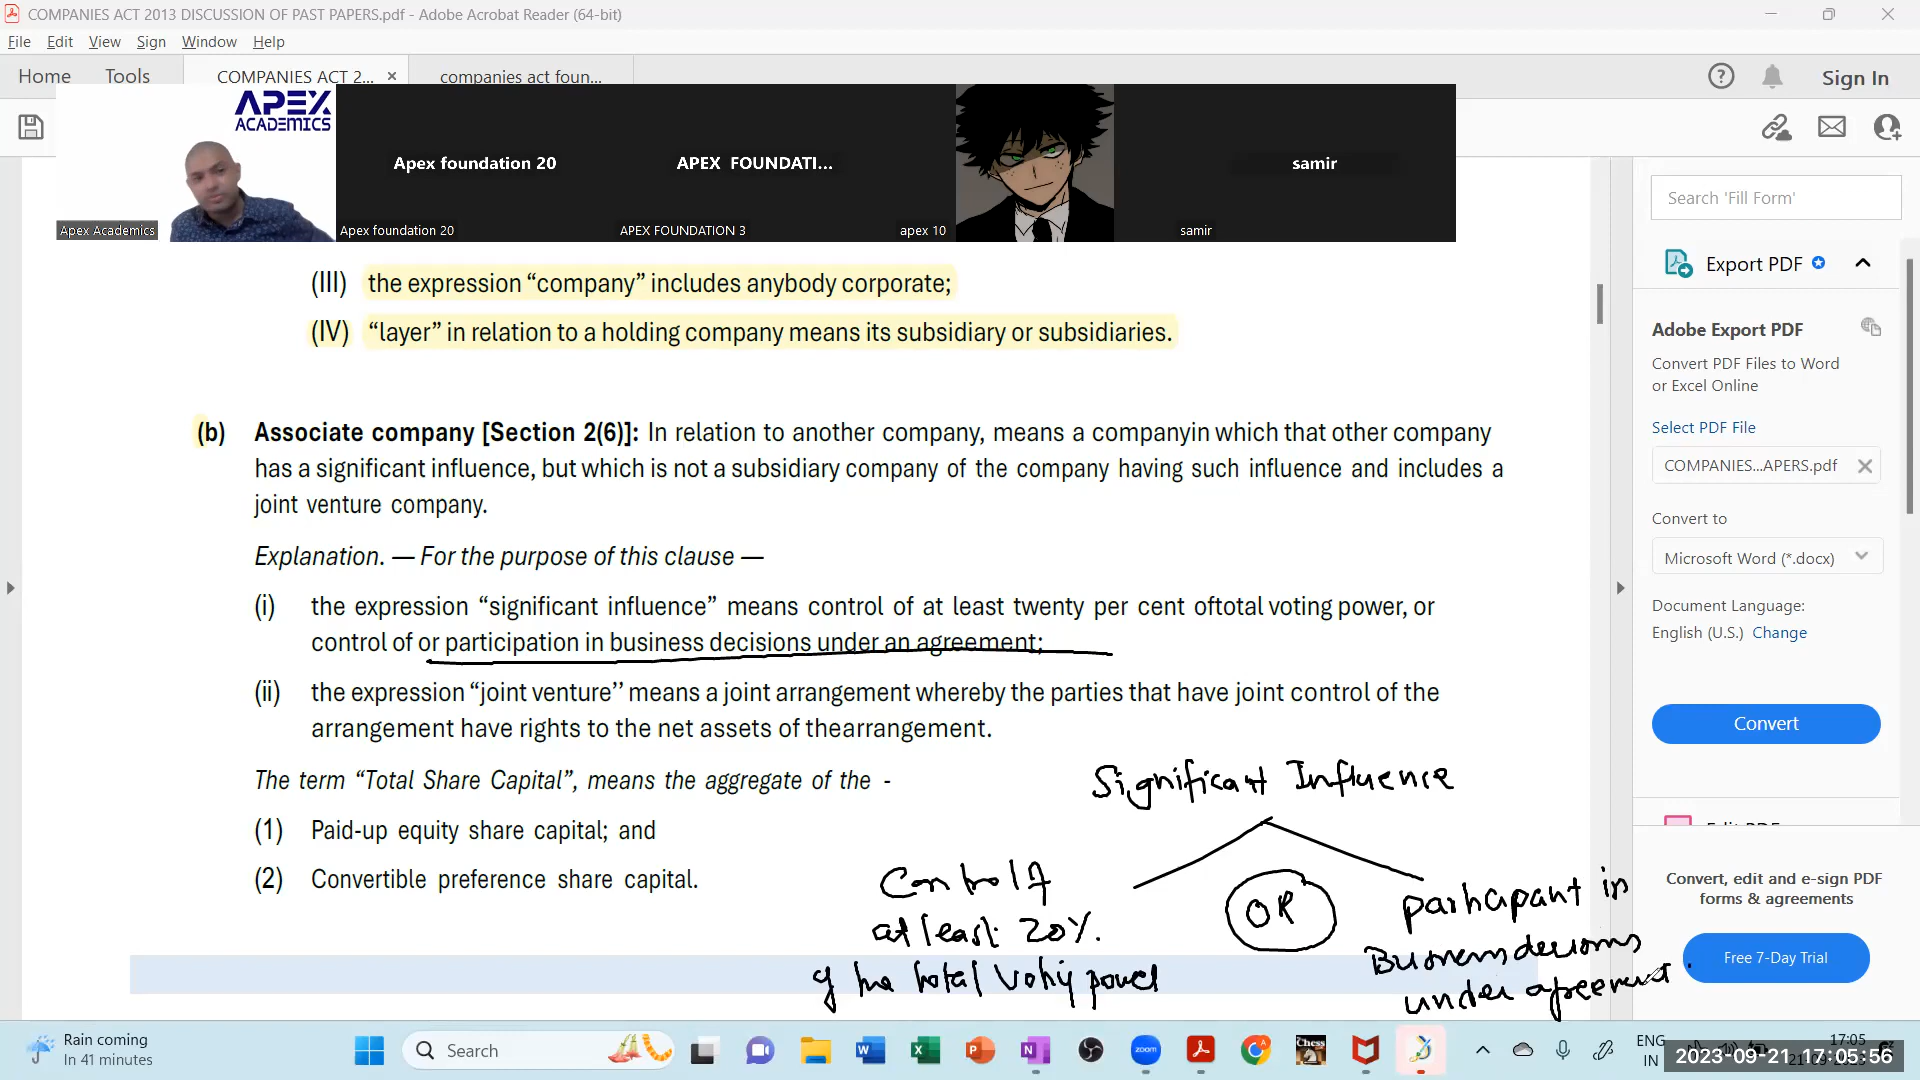 COMPANIES ACT 2013 DISCUSSION OF PAST PAPERS.pdf - Adobe Acrobat Reader (64-bit)
File Edit View Sign Window Help
Home Tools COMPANIES ACT 2... × companies act foun... Sign In
APEX
ACADEMICS
Apex foundation 20 APEX FOUNDATI... samir
Apex Academics Apex foundation 20 APEX FOUNDATION 3 apex 10 samir
Search 'Fill Form'
Export PDF
Adobe Export PDF
Convert PDF Files to Word
or Excel Online
Select PDF File
COMPANIES...APERS.pdf
Convert to
Microsoft Word (*.docx)
Document Language:
English (U.S.) Change
Convert
Convert, edit and e-sign PDF
forms & agreements
Free 7-Day Trial
(III) the expression “company” includes anybody corporate;
(IV) “layer” in relation to a holding company means its subsidiary or subsidiaries.
(b) Associate company [Section 2(6)]: In relation to another company, means a companyin which that other company
has a significant influence, but which is not a subsidiary company of the company having such influence and includes a
joint venture company.
Explanation. — For the purpose of this clause —
(i) the expression “significant influence” means control of at least twenty per cent oftotal voting power, or
control of or participation in business decisions under an agreement;
(ii) the expression “joint venture’’ means a joint arrangement whereby the parties that have joint control of the
arrangement have rights to the net assets of thearrangement.
The term “Total Share Capital”, means the aggregate of the -
(1) Paid-up equity share capital; and
(2) Convertible preference share capital.
Significant Influence
Control of
at least 20%.
of the total voting power
OR
participant in
Business decisions
under agreement
Rain coming
In 41 minutes
Search
zoom
Chess
ENG
IN
17:05
2023-09-21 17:05:56